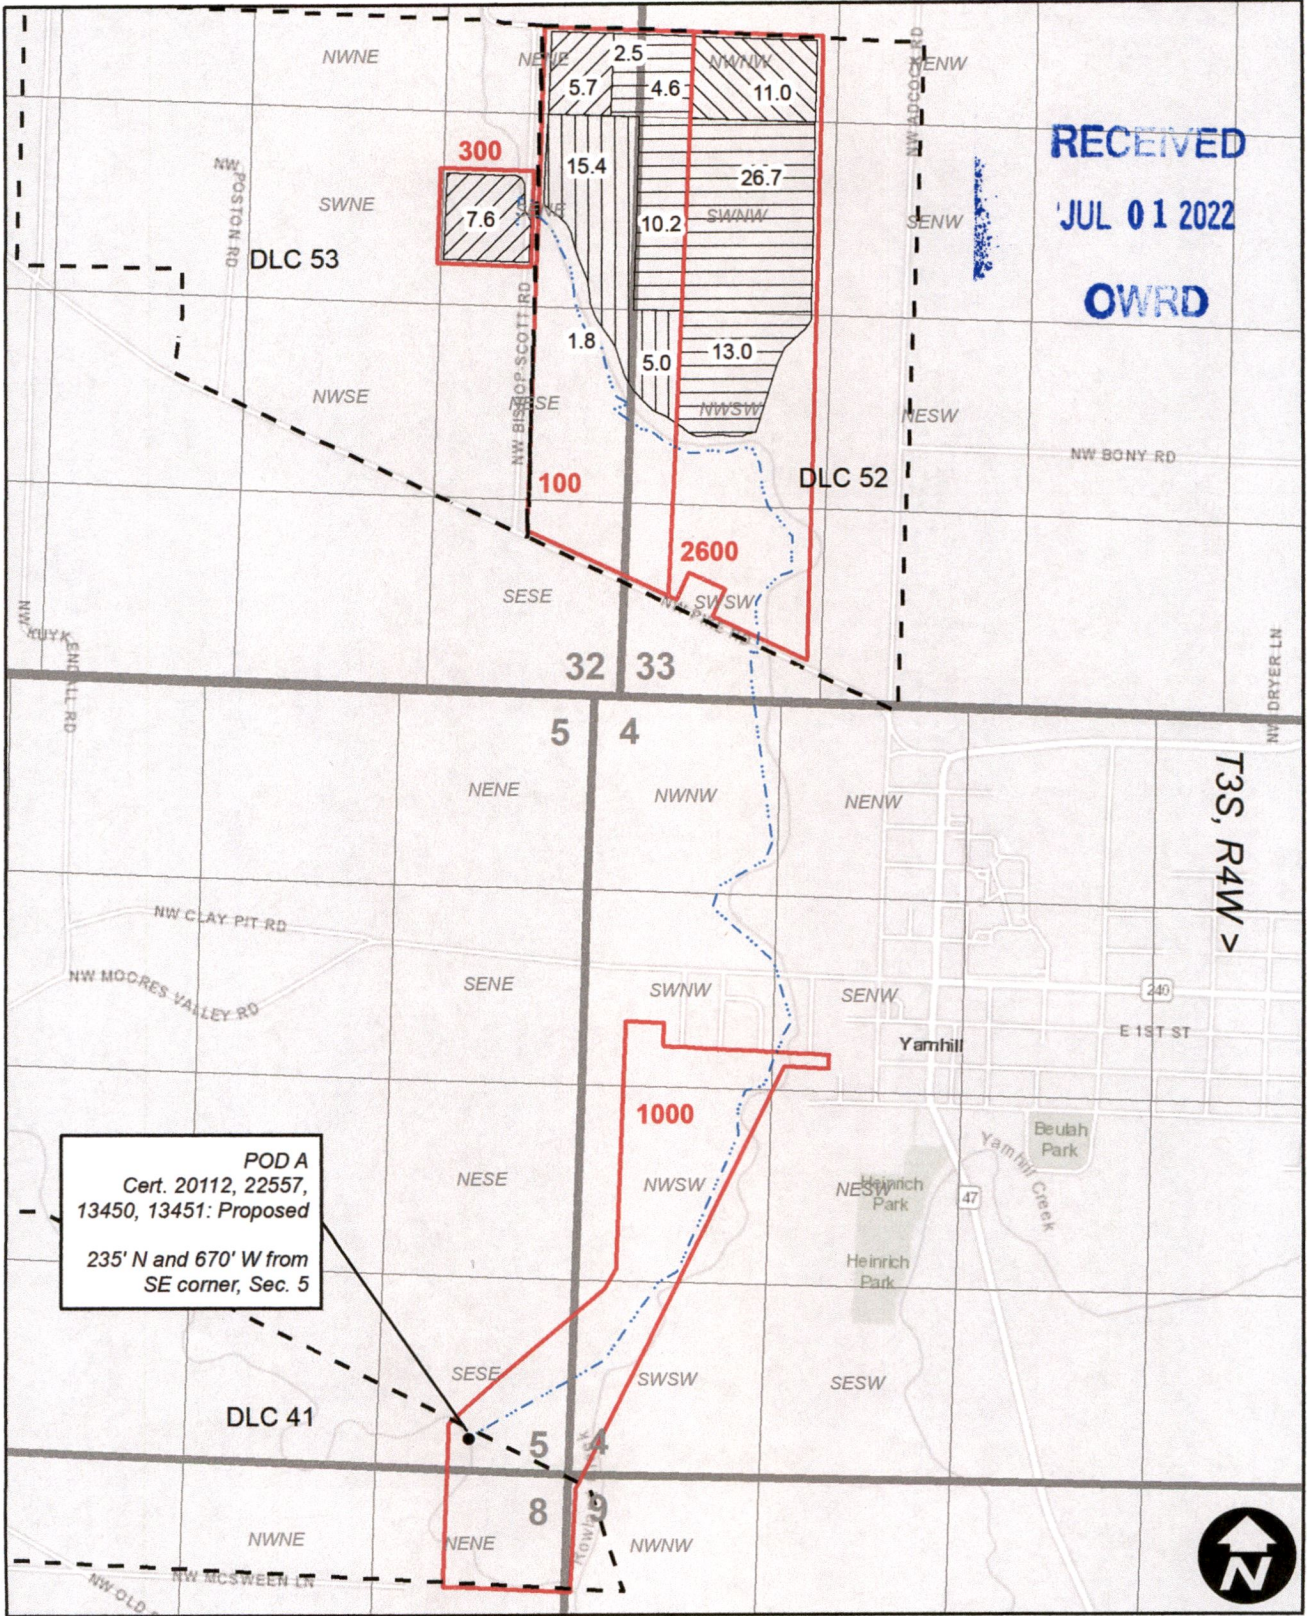 NWNE
NENE
2.5
NWNW
NENW
5.7
4.6
11.0
NW ADCOCK RD
RECEIVED
JUL 01 2022
OWRD
300
15.4
26.7
NW POSTON RD
SWNE
7.6
10.2
SWNW
SENW
DLC 53
NW BISHOP SCOTT RD
1.8
5.0
13.0
NWSE
NESE
NWSW
NESW
NW BONY RD
100
DLC 52
2600
SESE
SWSW
NW
KUYKENDALL RD
32
33
NW DRYER LN
5
4
T3S, R4W >
NENE
NWNW
NENW
NW CLAY PIT RD
NW MOORES VALLEY RD
SENE
SWNW
SENW
240
E 1ST ST
Yamhill
1000
Beulah
Park
Yamhill Creek
POD A
Cert. 20112, 22557,
13450, 13451: Proposed
235' N and 670' W from
SE corner, Sec. 5
NESE
NWSW
NESW
Heinrich
Park
47
Heinrich
Park
SESE
SWSW
SESW
DLC 41
5
4
8
9
NWNE
NENE
NWNW
NW MCSWEEN LN
NW OLD
N